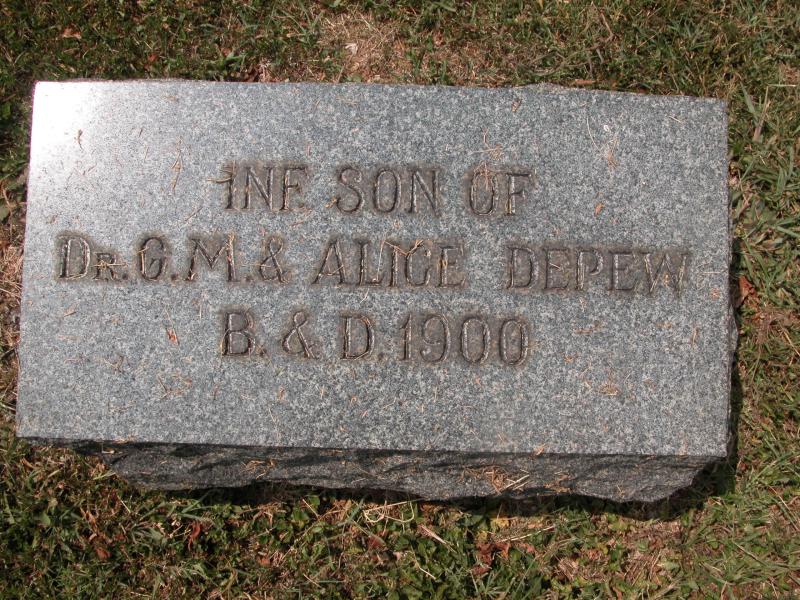 INF SON OF
DR. G. M. & ALICE DEPEW
B. & D. 1900